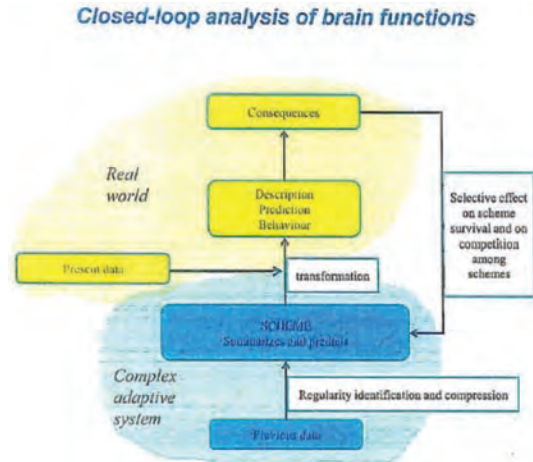 Closed-loop analysis of brain functions
Consequences
Real
world
Description
Prediction
Behaviour
Selective effect
on scheme
survival and on
competition
among
schemes
Present data
transformation
SCHEME
Summarizes and predicts
Complex
adaptive
system
Regularity identification and compression
Previous data